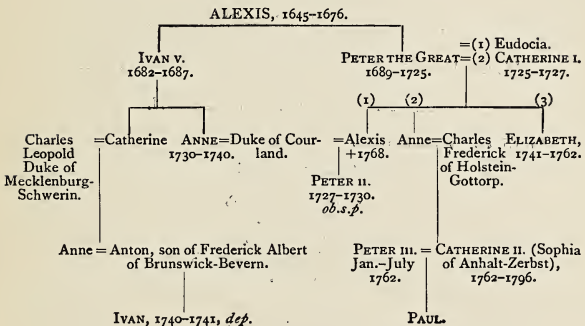 ALEXIS, 1645-1676.
IVAN V.
1682-1687.
PETER THE GREAT
1689-1725.
=(1) Eudocia.
=(2) CATHERINE I.
1725-1727.
(1) (2) (3)
Charles
Leopold
Duke of
Mecklenburg-
Schwerin.
=Catherine
ANNE=Duke of Cour-
1730-1740. land.
=Alexis
+1768.
Anne=Charles
Frederick
of Holstein-
Gottorp.
ELIZABETH,
1741-1762.
PETER II.
1727-1730.
ob.s.p.
Anne = Anton, son of Frederick Albert
of Brunswick-Bevern.
PETER III. = CATHERINE II. (Sophia
Jan.-July of Anhalt-Zerbst),
1762. 1762-1796.
IVAN, 1740-1741, dep.
PAUL.